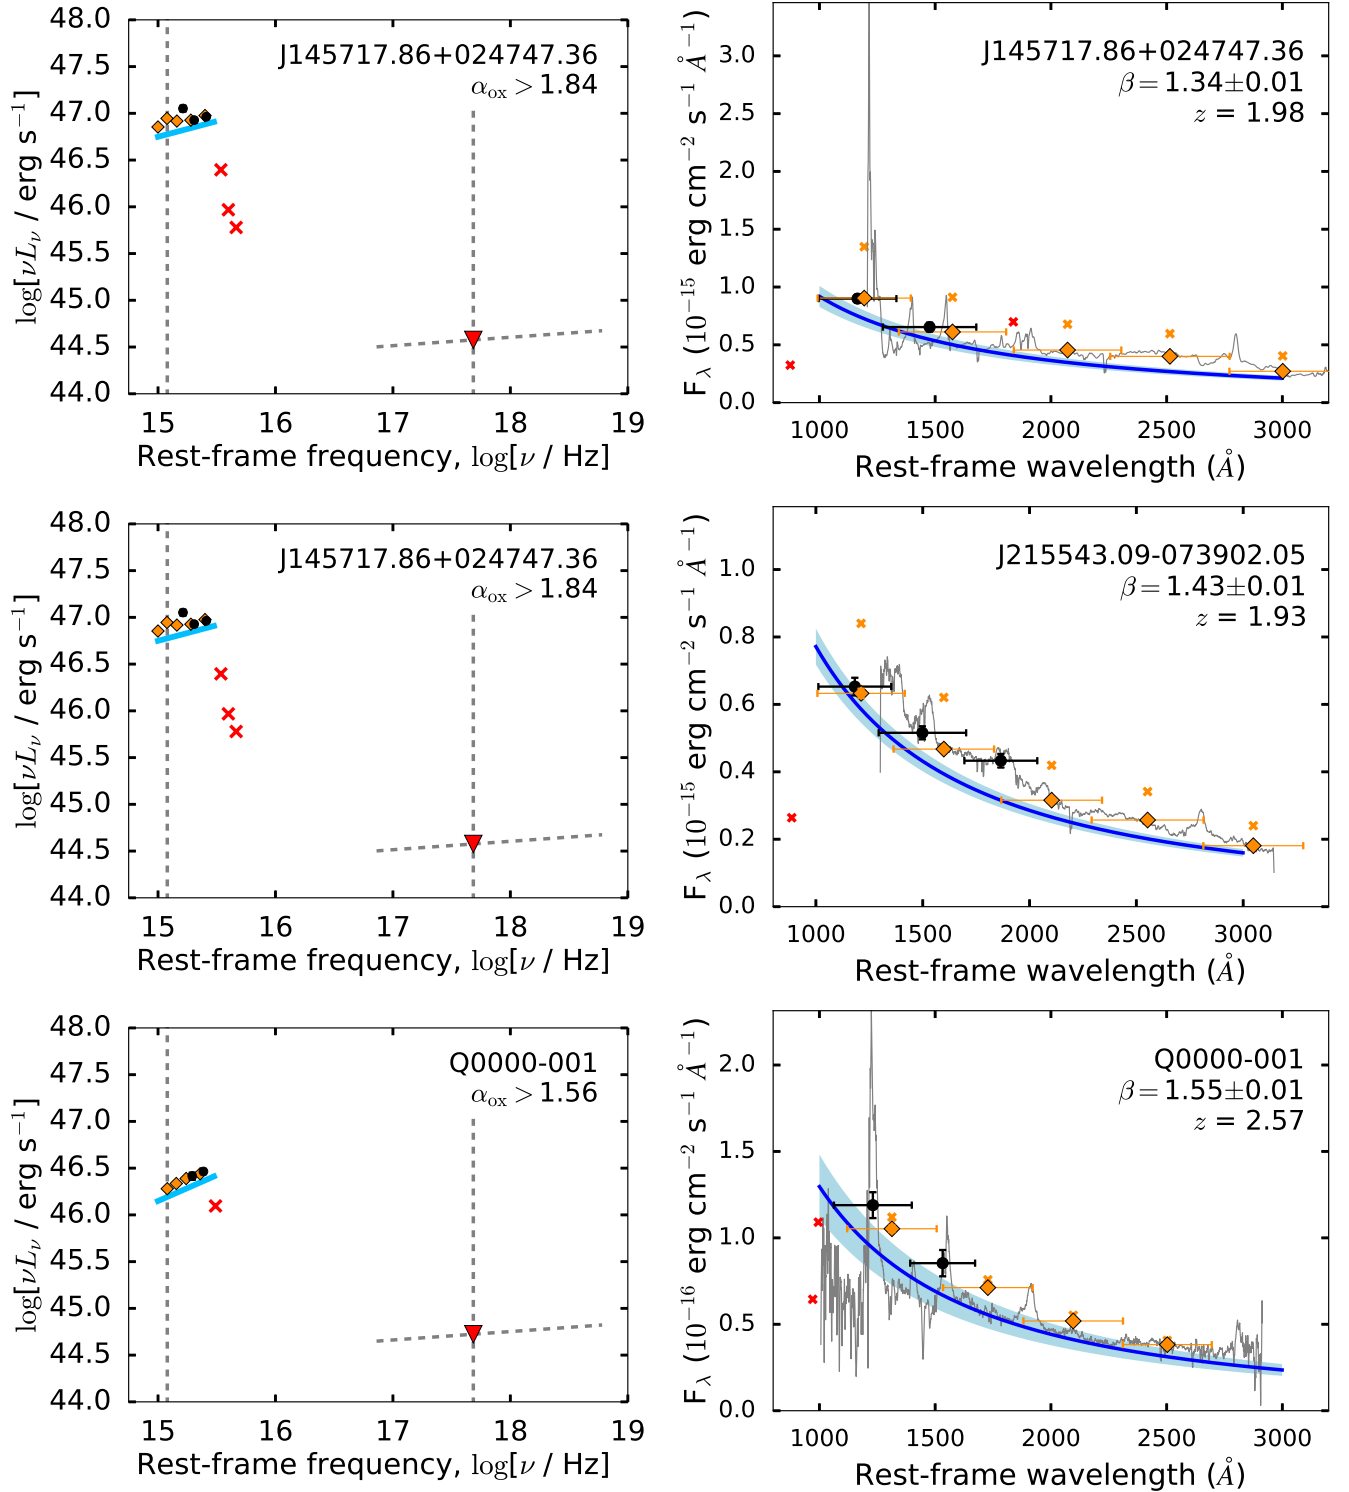 48.0
47.5
47.0
46.5
46.0
45.5
45.0
44.5
44.0
log[νLν / erg s⁻¹]
J145717.86+024747.36
αox > 1.84
15 16 17 18 19
Rest-frame frequency, log[ν / Hz]
3.0
2.5
2.0
1.5
1.0
0.5
0.0
Fλ (10⁻¹⁵ erg cm⁻² s⁻¹ Å⁻¹)
J145717.86+024747.36
β = 1.34±0.01
z = 1.98
1000 1500 2000 2500 3000
Rest-frame wavelength (Å)
48.0
47.5
47.0
46.5
46.0
45.5
45.0
44.5
44.0
log[νLν / erg s⁻¹]
J145717.86+024747.36
αox > 1.84
15 16 17 18 19
Rest-frame frequency, log[ν / Hz]
1.0
0.8
0.6
0.4
0.2
0.0
Fλ (10⁻¹⁵ erg cm⁻² s⁻¹ Å⁻¹)
J215543.09-073902.05
β = 1.43±0.01
z = 1.93
1000 1500 2000 2500 3000
Rest-frame wavelength (Å)
48.0
47.5
47.0
46.5
46.0
45.5
45.0
44.5
44.0
log[νLν / erg s⁻¹]
Q0000-001
αox > 1.56
15 16 17 18 19
Rest-frame frequency, log[ν / Hz]
2.0
1.5
1.0
0.5
0.0
Fλ (10⁻¹⁶ erg cm⁻² s⁻¹ Å⁻¹)
Q0000-001
β = 1.55±0.01
z = 2.57
1000 1500 2000 2500 3000
Rest-frame wavelength (Å)